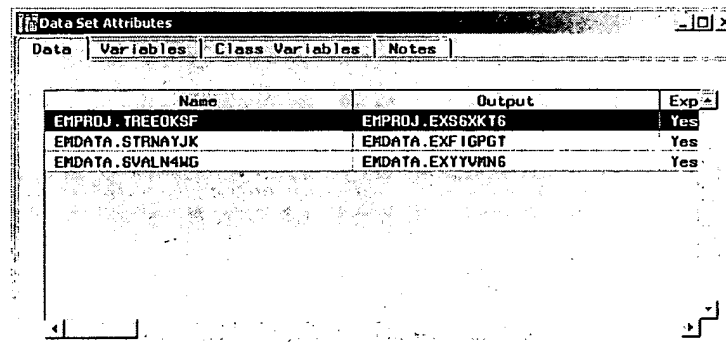 Data Set Attributes
Data Variables Class Variables Notes
Name Output Exp
EMPROJ.TREEOKSF EMPROJ.EXS6XKT6 Yes
EMDATA.STRNAYJK EMDATA.EXFIGPGT Yes
EMDATA.SVALN4WG EMDATA.EXYYVMN6 Yes